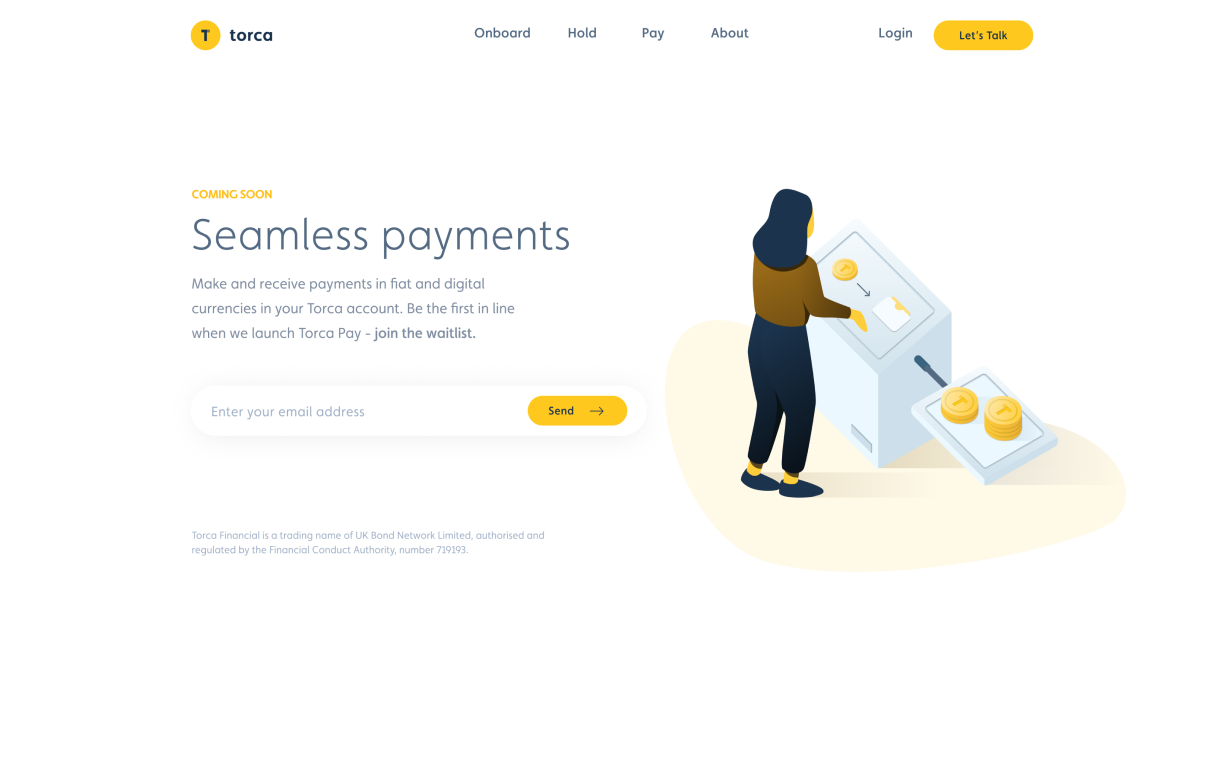 T torca
Onboard Hold Pay About
Login Let's Talk
COMING SOON
Seamless payments
Make and receive payments in fiat and digital
currencies in your Torca account. Be the first in line
when we launch Torca Pay - join the waitlist.
Enter your email address Send
Torca Financial is a trading name of UK Bond Network Limited, authorised and
regulated by the Financial Conduct Authority, number 719193.
T
T
T